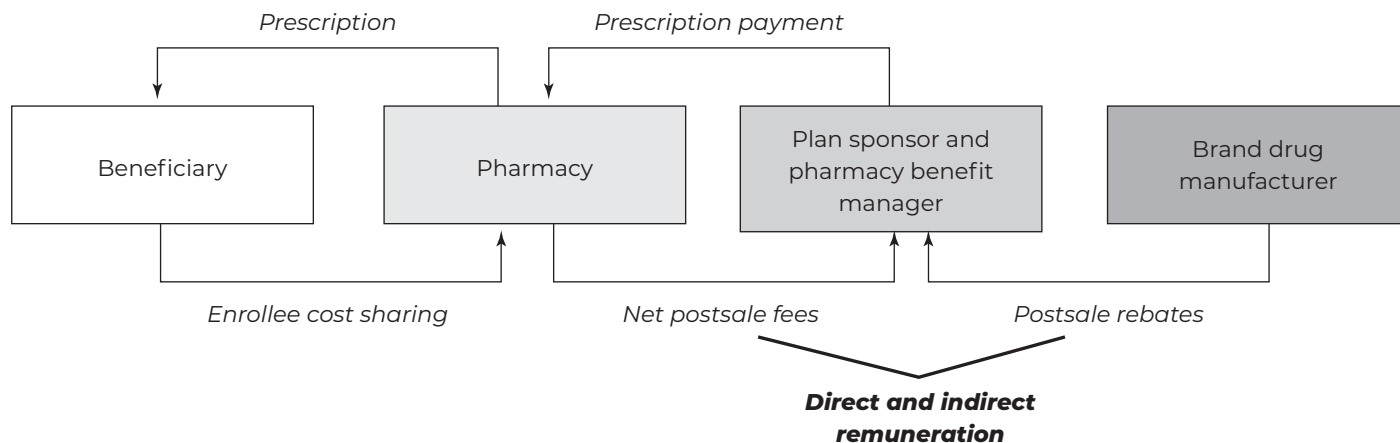 Prescription
Prescription payment
Beneficiary
Pharmacy
Plan sponsor and
pharmacy benefit
manager
Brand drug
manufacturer
Enrollee cost sharing
Net postsale fees
Postsale rebates
Direct and indirect
remuneration